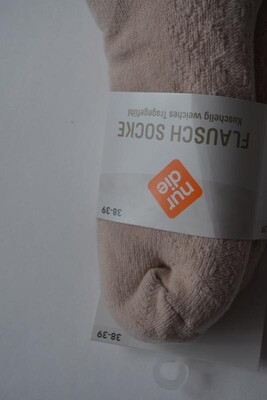 FLAUSCH SOCKE
Kuschelig weiches Tragegefühl
nur
die
38-39
38-39